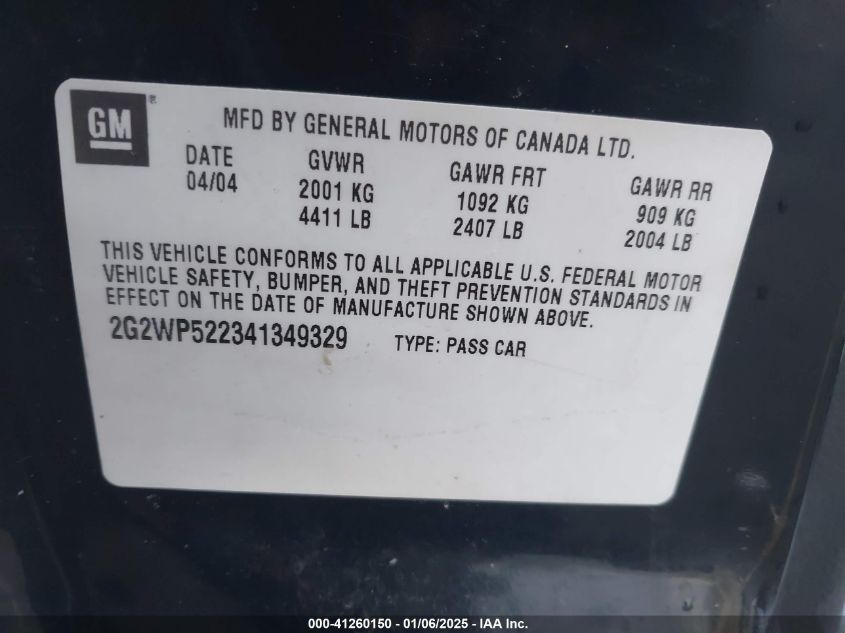 GM®
MFD BY GENERAL MOTORS OF CANADA LTD.
DATE GVWR GAWR FRT GAWR RR
04/04 2001 KG 1092 KG 909 KG
4411 LB 2407 LB 2004 LB
THIS VEHICLE CONFORMS TO ALL APPLICABLE U.S. FEDERAL MOTOR
VEHICLE SAFETY, BUMPER, AND THEFT PREVENTION STANDARDS IN
EFFECT ON THE DATE OF MANUFACTURE SHOWN ABOVE.
2G2WP522341349329 TYPE: PASS CAR
000-41260150 - 01/06/2025 - IAA Inc.